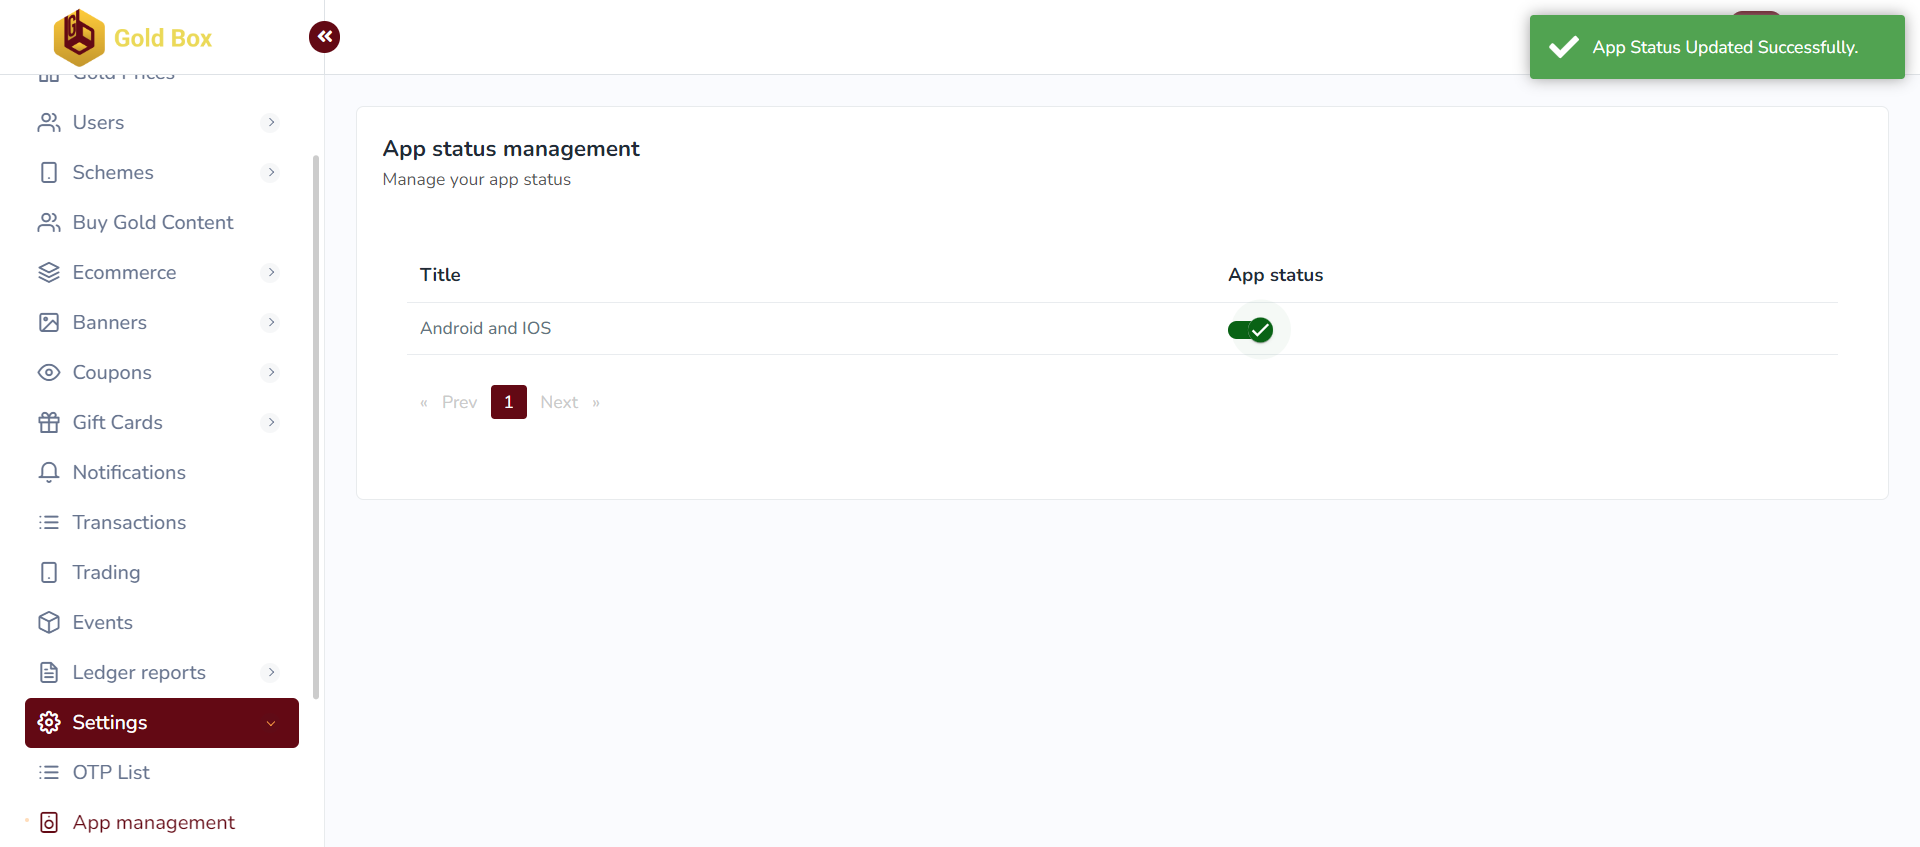 Gold Box
App Status Updated Successfully.
Gold Prices
Users
Schemes
Buy Gold Content
Ecommerce
Banners
Coupons
Gift Cards
Notifications
Transactions
Trading
Events
Ledger reports
Settings
OTP List
App management
App status management
Manage your app status
Title App status
Android and IOS
« Prev 1 Next »